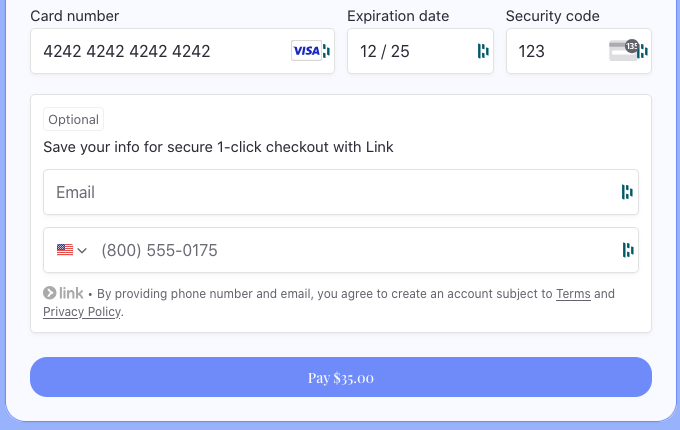 Card number Expiration date Security code
4242 4242 4242 4242 VISA 12 / 25 123
Optional
Save your info for secure 1-click checkout with Link
Email
(800) 555-0175
link • By providing phone number and email, you agree to create an account subject to Terms and
Privacy Policy.
Pay $35.00